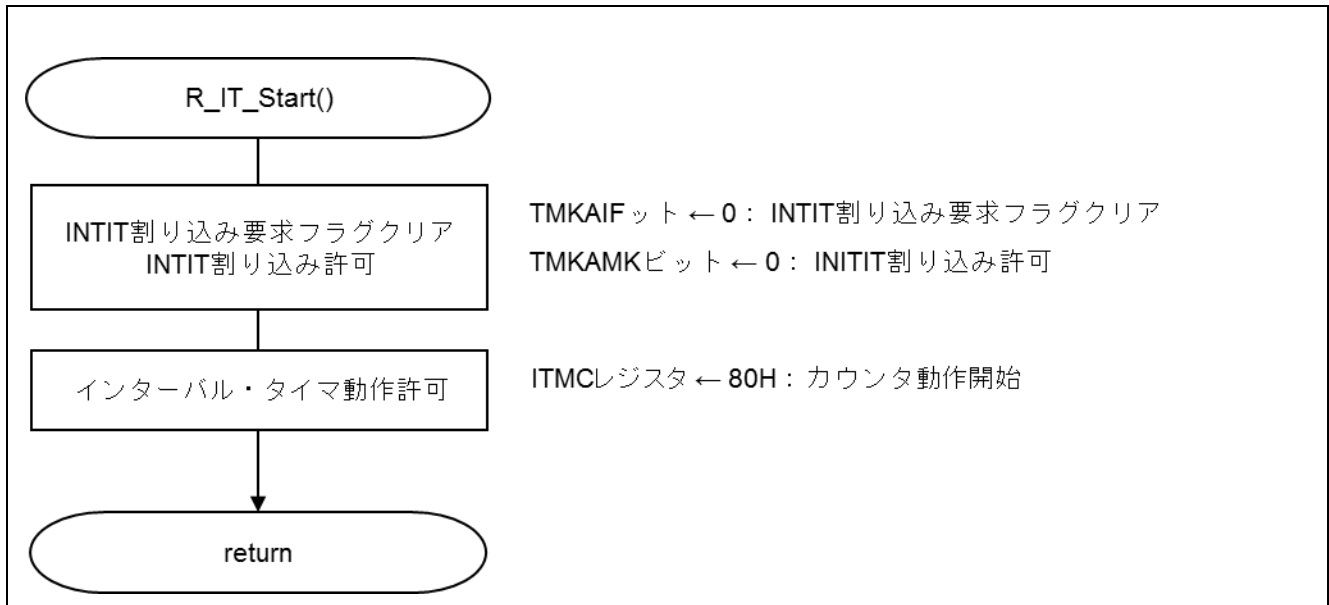 R_IT_Start()
INTIT割り込み要求フラグクリア
INTIT割り込み許可
TMKAIFット ← 0： INTIT割り込み要求フラグクリア
TMKAMKビット ← 0： INITIT割り込み許可
インターバル・タイマ動作許可
ITMCレジスタ ← 80H：カウンタ動作開始
return